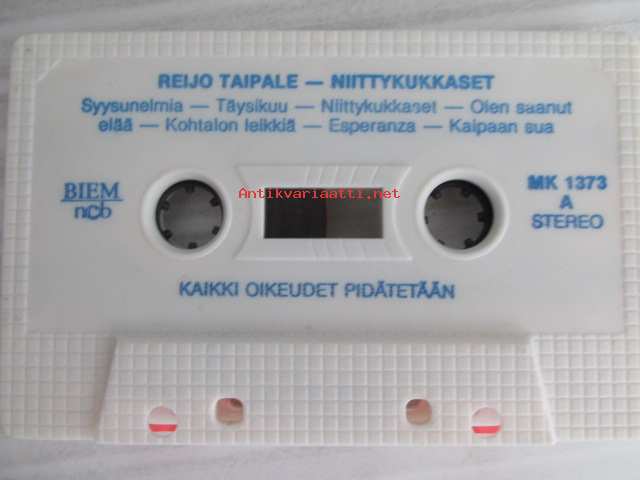 REIJO TAIPALE — NIITTYKUKKASET
Syysunelmia — Täysikuu — Niittykukkaset — Olen saanut
elää — Kohtalon leikkiä — Esperanza — Kaipaan sua
Antikvariaatti.net
BIEM
ncb
MK 1373
A
STEREO
KAIKKI OIKEUDET PIDÄTETÄÄN